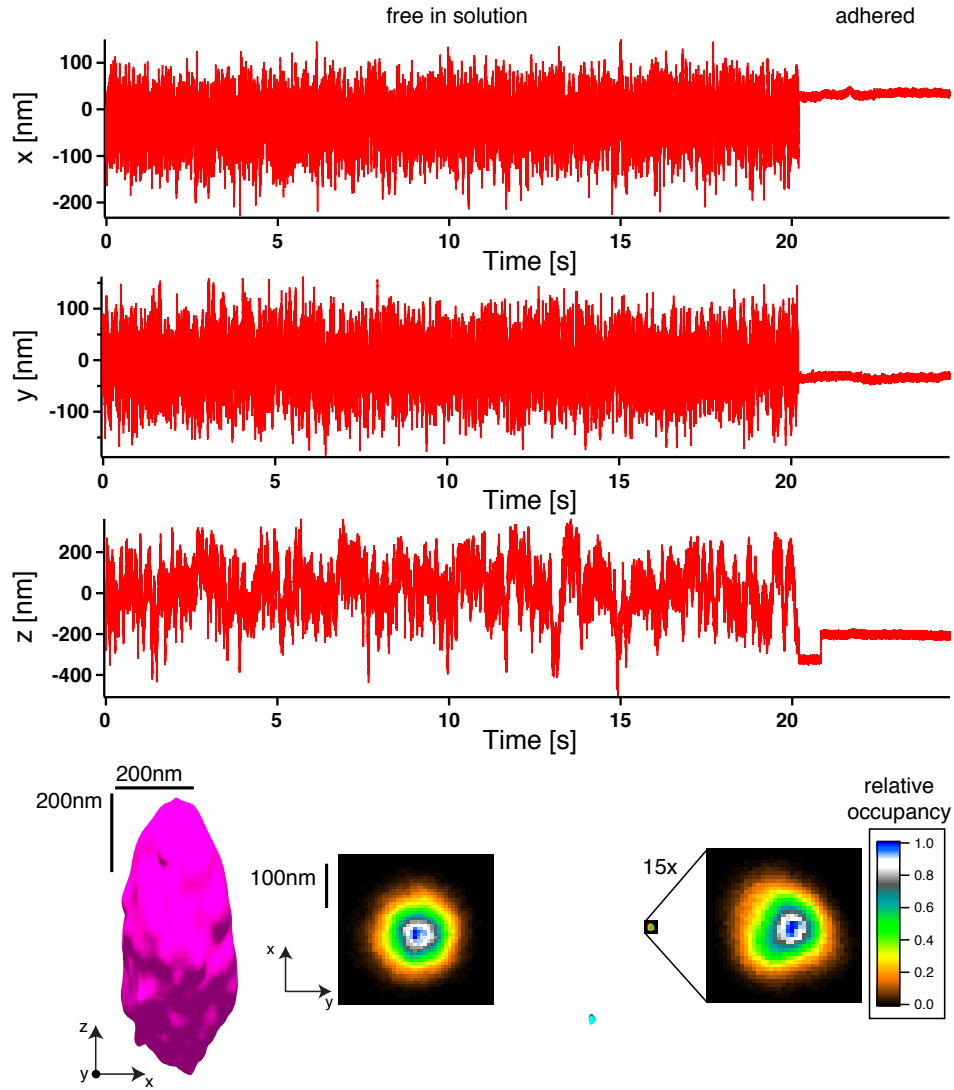 free in solution
adhered
x [nm]
100
0
-100
-200
0
5
10
15
20
Time [s]
y [nm]
100
0
-100
0
5
10
15
20
Time [s]
z [nm]
200
0
-200
-400
0
5
10
15
20
Time [s]
200nm
200nm
z
y
x
100nm
x
y
15x
relative
occupancy
1.0
0.8
0.6
0.4
0.2
0.0